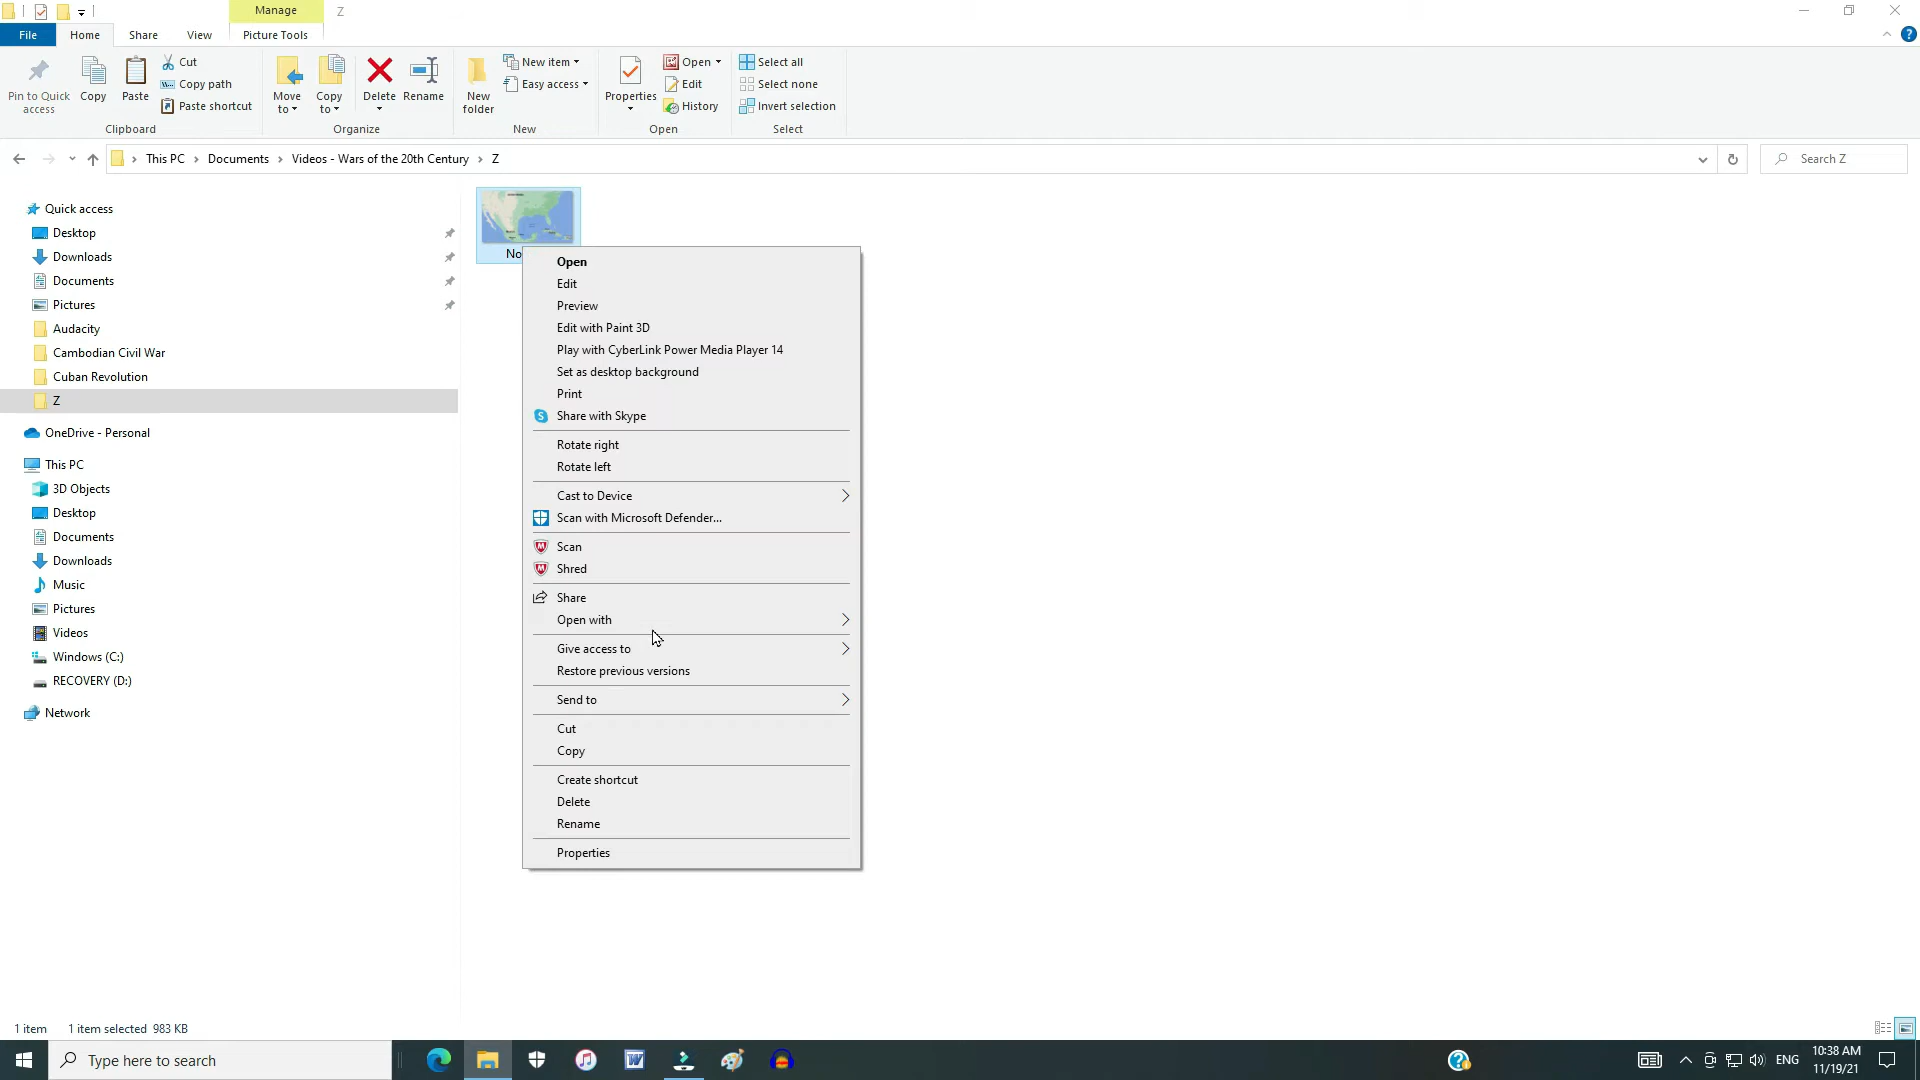 Manage
Z
File
Home
Share
View
Picture Tools
Pin to Quick
access
Copy
Paste
Cut
Copy path
Paste shortcut
Clipboard
Move
to
Copy
to
Delete
Rename
Organize
New
folder
New item
Easy access
New
Properties
Open
Edit
History
Open
Select all
Select none
Invert selection
Select
This PC > Documents > Videos - Wars of the 20th Century > Z
Search Z
Quick access
Desktop
Downloads
Documents
Pictures
Audacity
Cambodian Civil War
Cuban Revolution
Z
OneDrive - Personal
This PC
3D Objects
Desktop
Documents
Downloads
Music
Pictures
Videos
Windows (C:)
RECOVERY (D:)
Network
No
Open
Edit
Preview
Edit with Paint 3D
Play with CyberLink Power Media Player 14
Set as desktop background
Print
Share with Skype
Rotate right
Rotate left
Cast to Device
Scan with Microsoft Defender...
Scan
Shred
Share
Open with
Give access to
Restore previous versions
Send to
Cut
Copy
Create shortcut
Delete
Rename
Properties
1 item
1 item selected 983 KB
Type here to search
ENG
10:38 AM
11/19/21